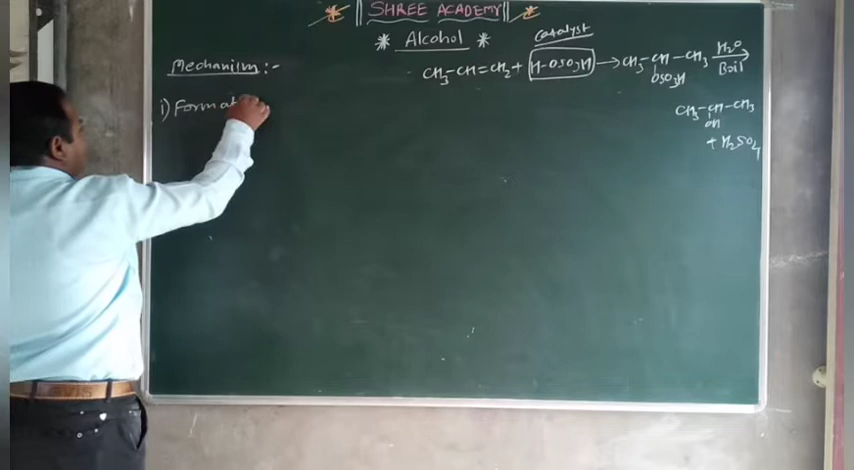 || SHREE ACADEMY ||
* Alcohol *
Catalyst
Mechanism :-
CH3-CH=CH2 + H-OSO3H → CH3-CH-CH3 H2O
OSO3H Boil
i) Format
CH3-CH-CH3
OH
+ H2SO4